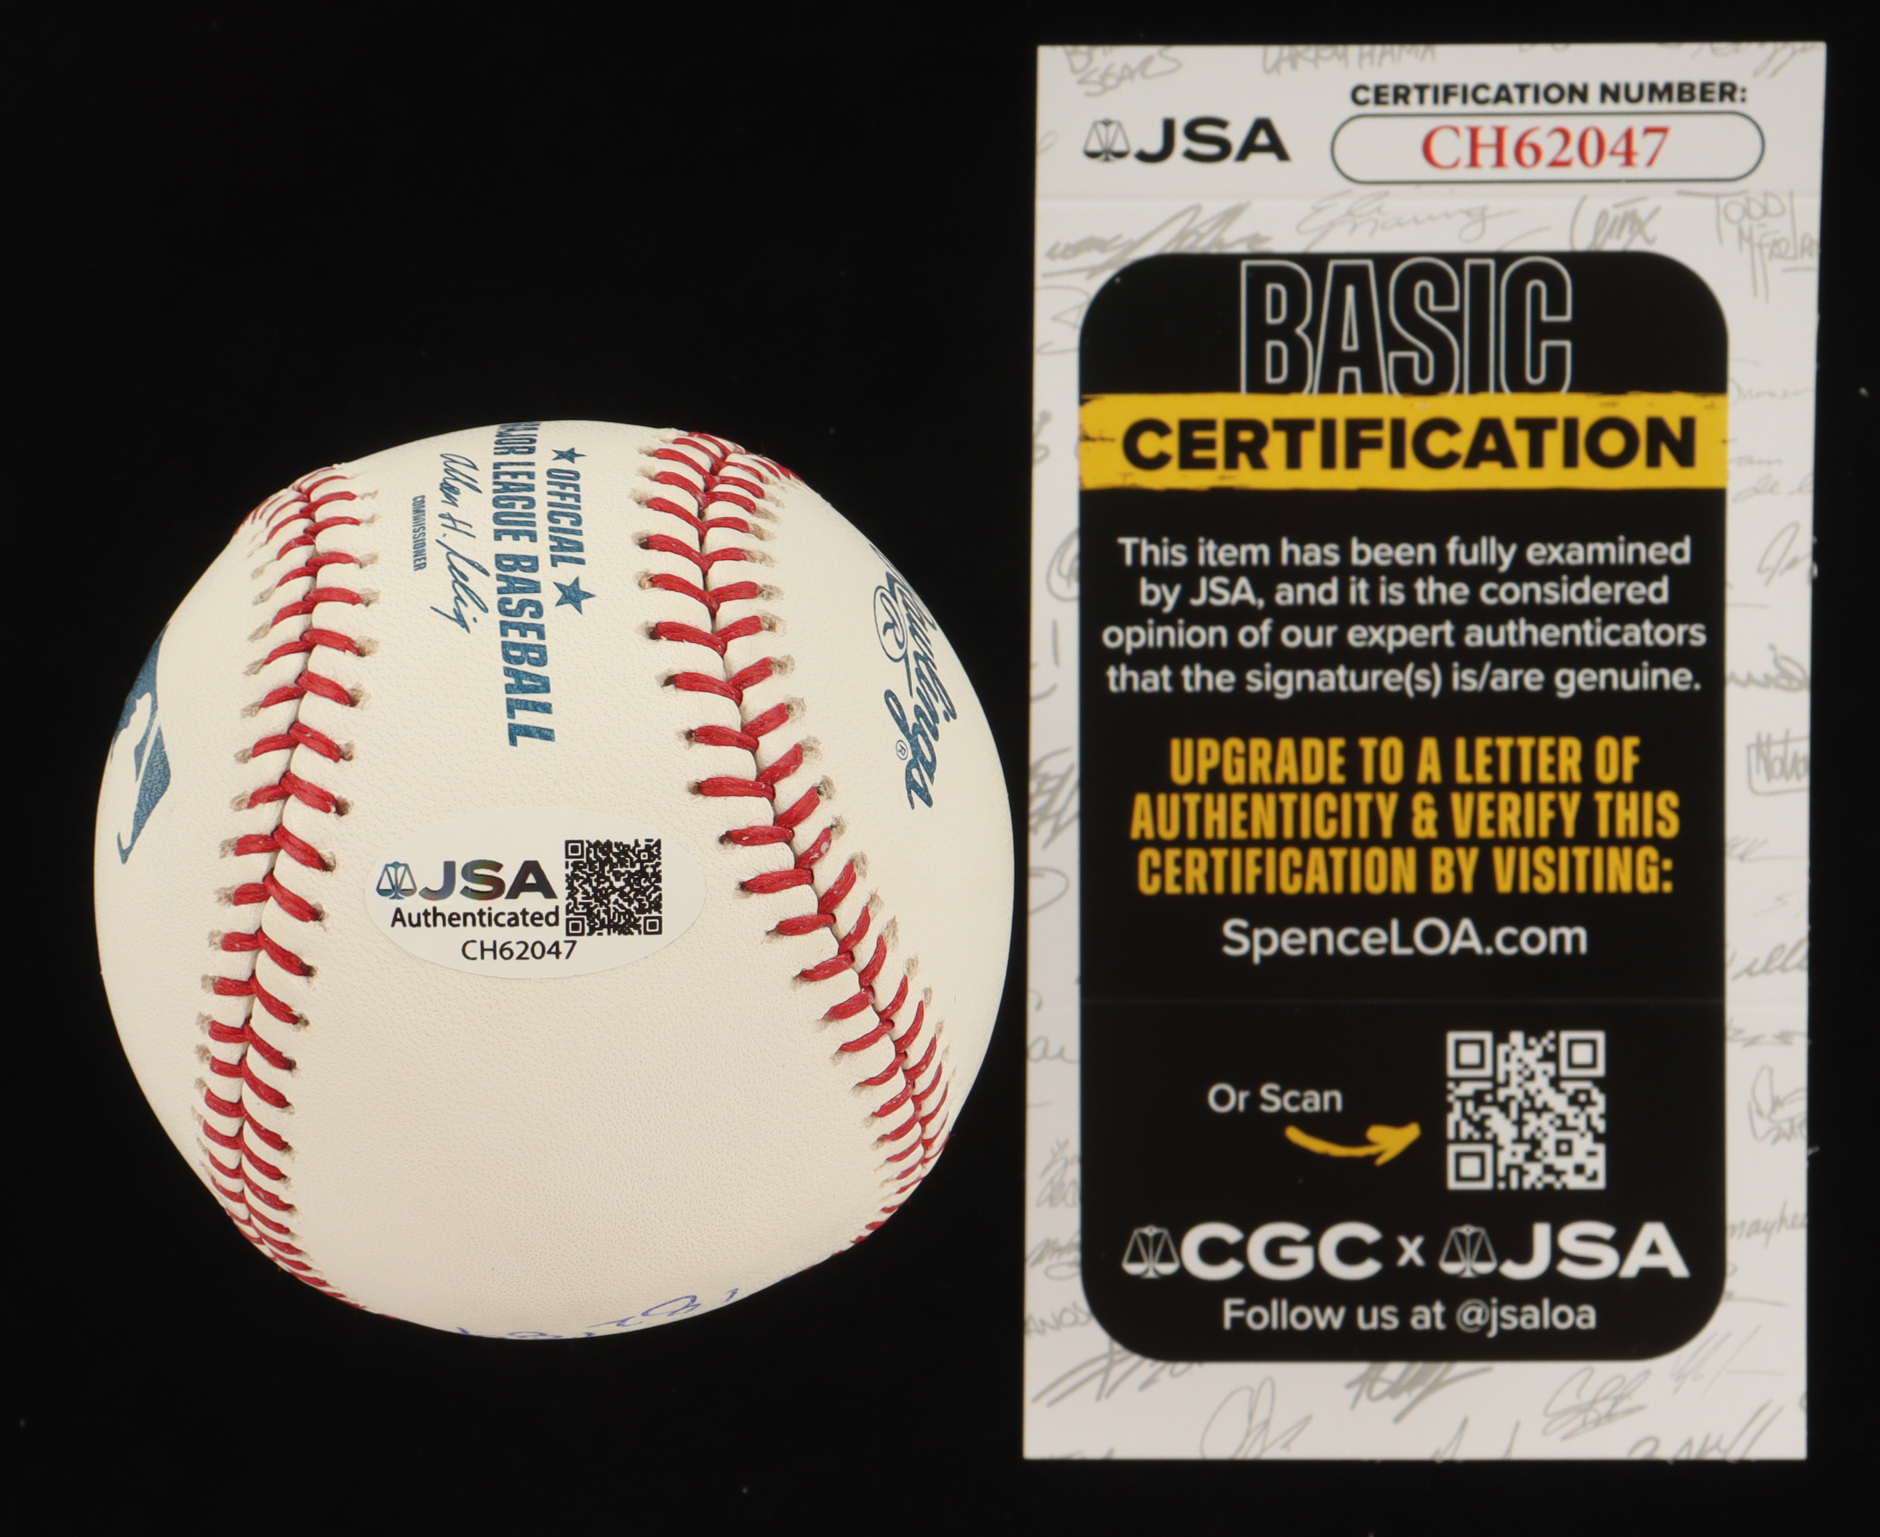 ★ OFFICIAL ★
MAJOR LEAGUE BASEBALL
Allan H. Selig
COMMISSIONER
Rawlings
R
®
JSA
Authenticated
CH62047
JSA
CERTIFICATION NUMBER:
CH62047
BASIC
CERTIFICATION
This item has been fully examined
by JSA, and it is the considered
opinion of our expert authenticators
that the signature(s) is/are genuine.
UPGRADE TO A LETTER OF
AUTHENTICITY & VERIFY THIS
CERTIFICATION BY VISITING:
SpenceLOA.com
Or Scan
CGC x JSA
Follow us at @jsaloa